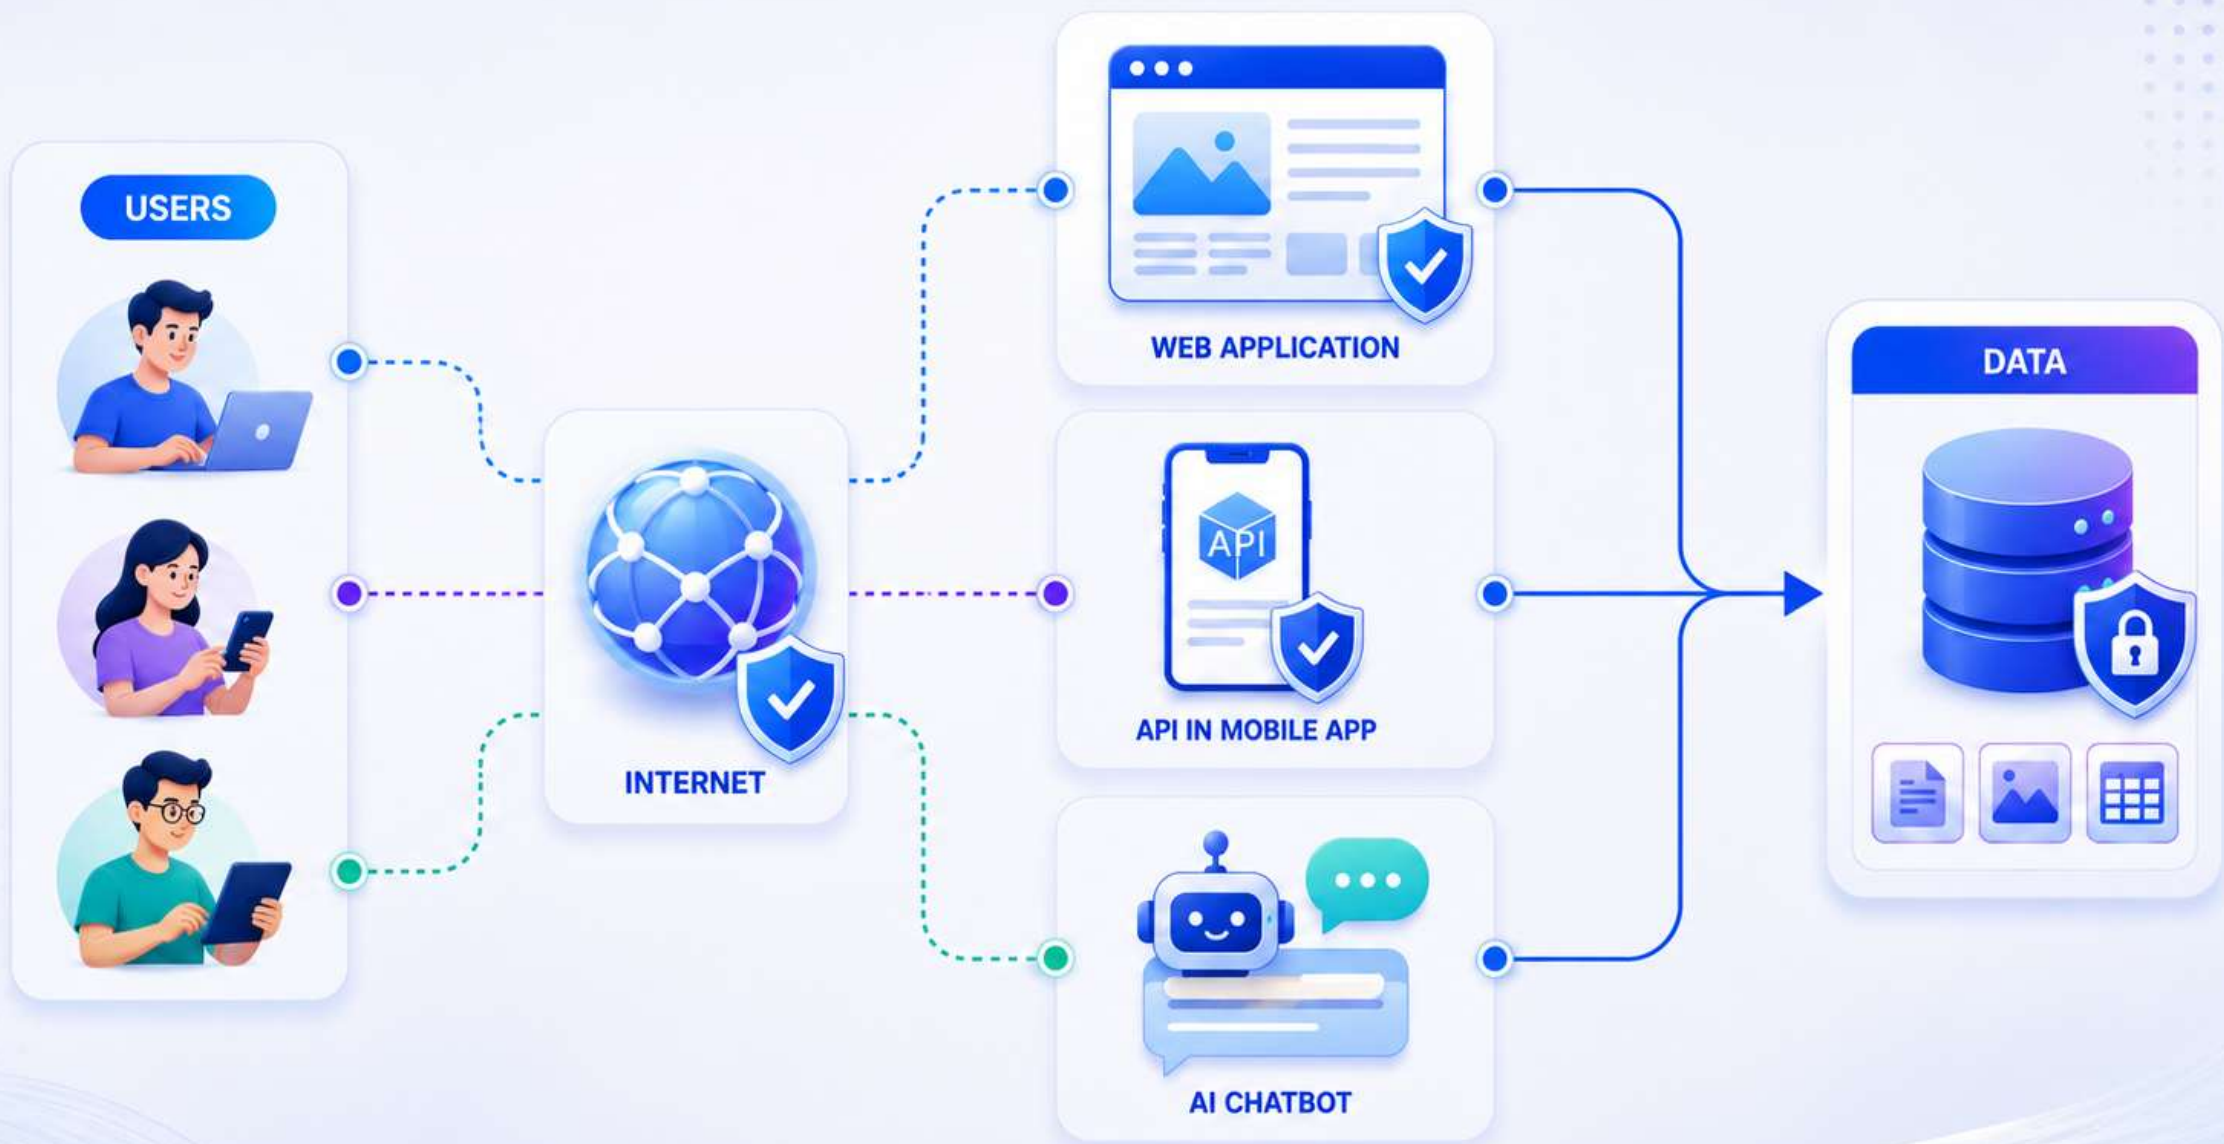 USERS
INTERNET
WEB APPLICATION
API
API IN MOBILE APP
AI CHATBOT
DATA